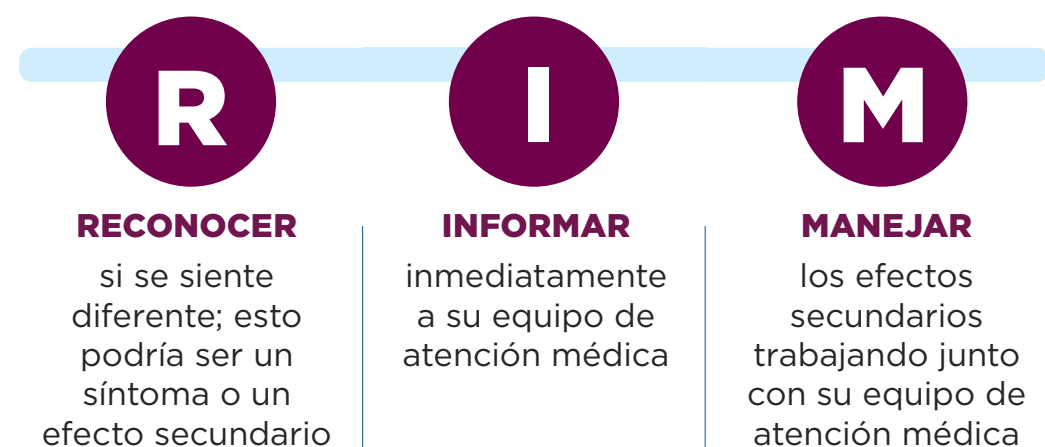 R
RECONOCER
si se siente
diferente; esto
podría ser un
síntoma o un
efecto secundario
I
INFORMAR
inmediatamente
a su equipo de
atención médica
M
MANEJAR
los efectos
secundarios
trabajando junto
con su equipo de
atención médica